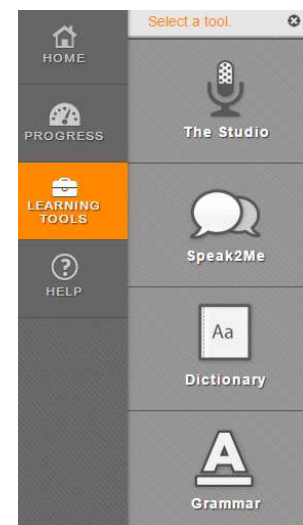 HOME
PROGRESS
LEARNING
TOOLS
HELP
Select a tool.
The Studio
Speak2Me
Aa
Dictionary
A
Grammar